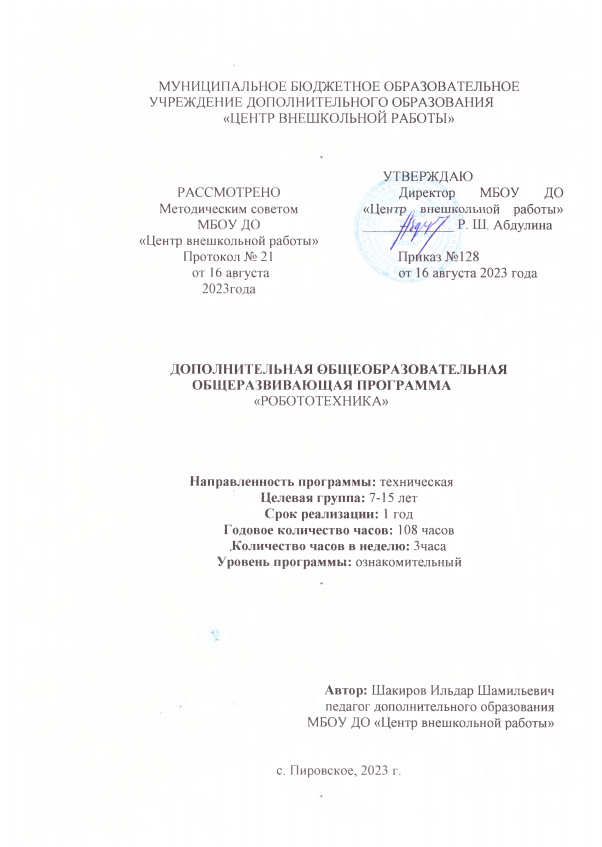 МУНИЦИПАЛЬНОЕ БЮДЖЕТНОЕ ОБРАЗОВАТЕЛЬНОЕ
УЧРЕЖДЕНИЕ ДОПОЛНИТЕЛЬНОГО ОБРАЗОВАНИЯ
«ЦЕНТР ВНЕШКОЛЬНОЙ РАБОТЫ»
РАССМОТРЕНО
Методическим советом
МБОУ ДО
«Центр внешкольной работы»
Протокол № 21
от 16 августа
2023года
УТВЕРЖДАЮ
Директор МБОУ ДО
«Центр внешкольной работы»
Р. Ш. Абдулина
Приказ №128
от 16 августа 2023 года
ДОПОЛНИТЕЛЬНАЯ ОБЩЕОБРАЗОВАТЕЛЬНАЯ
ОБЩЕРАЗВИВАЮЩАЯ ПРОГРАММА
«РОБОТОТЕХНИКА»
Направленность программы: техническая
Целевая группа: 7-15 лет
Срок реализации: 1 год
Годовое количество часов: 108 часов
Количество часов в неделю: 3часа
Уровень программы: ознакомительный
Автор: Шакиров Ильдар Шамильевич
педагог дополнительного образования
МБОУ ДО «Центр внешкольной работы»
с. Пировское, 2023 г.